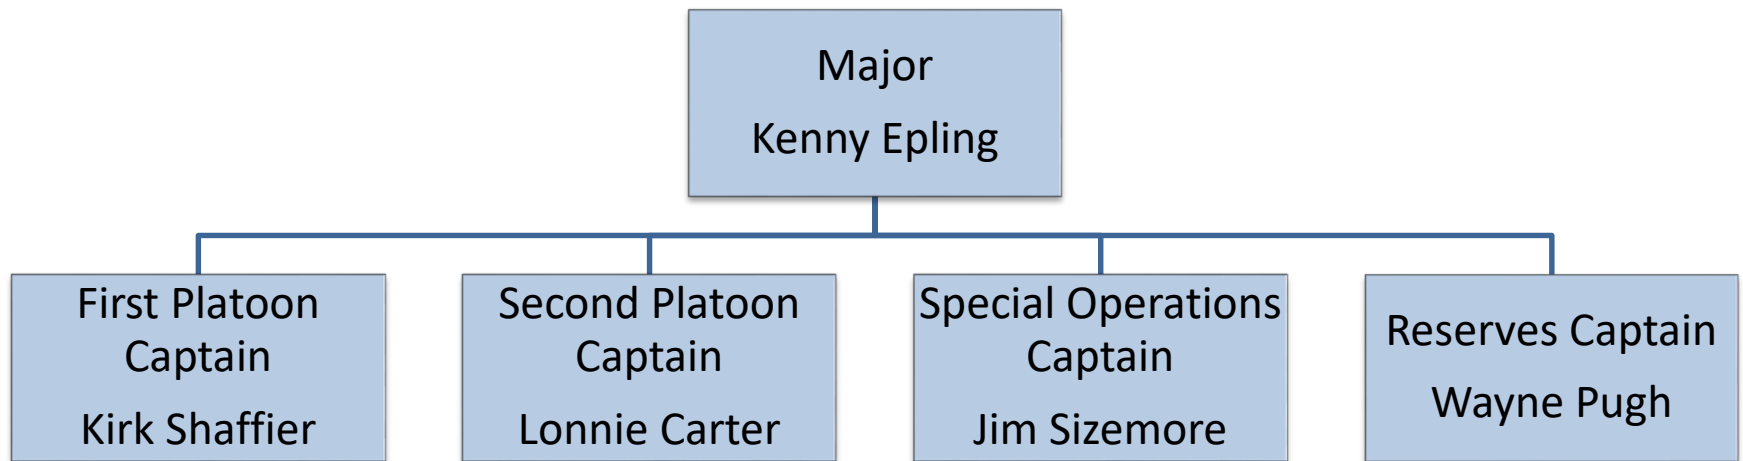 Major
Kenny Epling
First Platoon
Captain
Kirk Shaffier
Second Platoon
Captain
Lonnie Carter
Special Operations
Captain
Jim Sizemore
Reserves Captain
Wayne Pugh